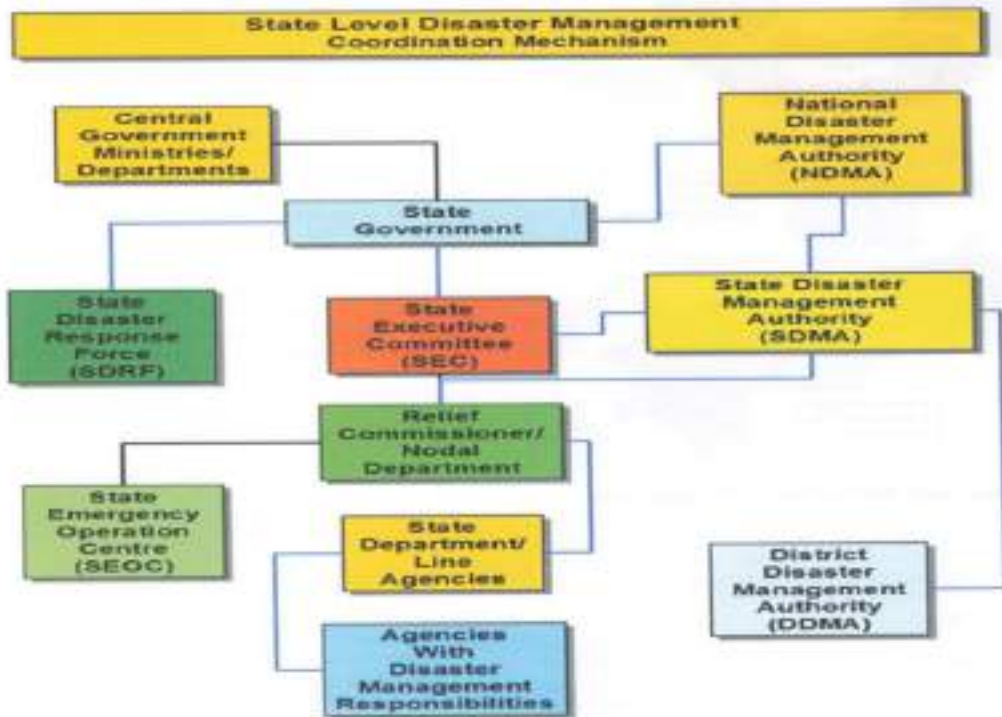 State Level Disaster Management
Coordination Mechanism
Central
Government
Ministries/
Departments
National
Disaster
Management
Authority
(NDMA)
State
Government
State
Disaster
Response
Force
(SDRF)
State
Executive
Committee
(SEC)
State Disaster
Management
Authority
(SDMA)
Relief
Commissioner/
Nodal
Department
State
Emergency
Operation
Centre
(SEOC)
State
Department/
Line
Agencies
District
Disaster
Management
Authority
(DDMA)
Agencies
With
Disaster
Management
Responsibilities